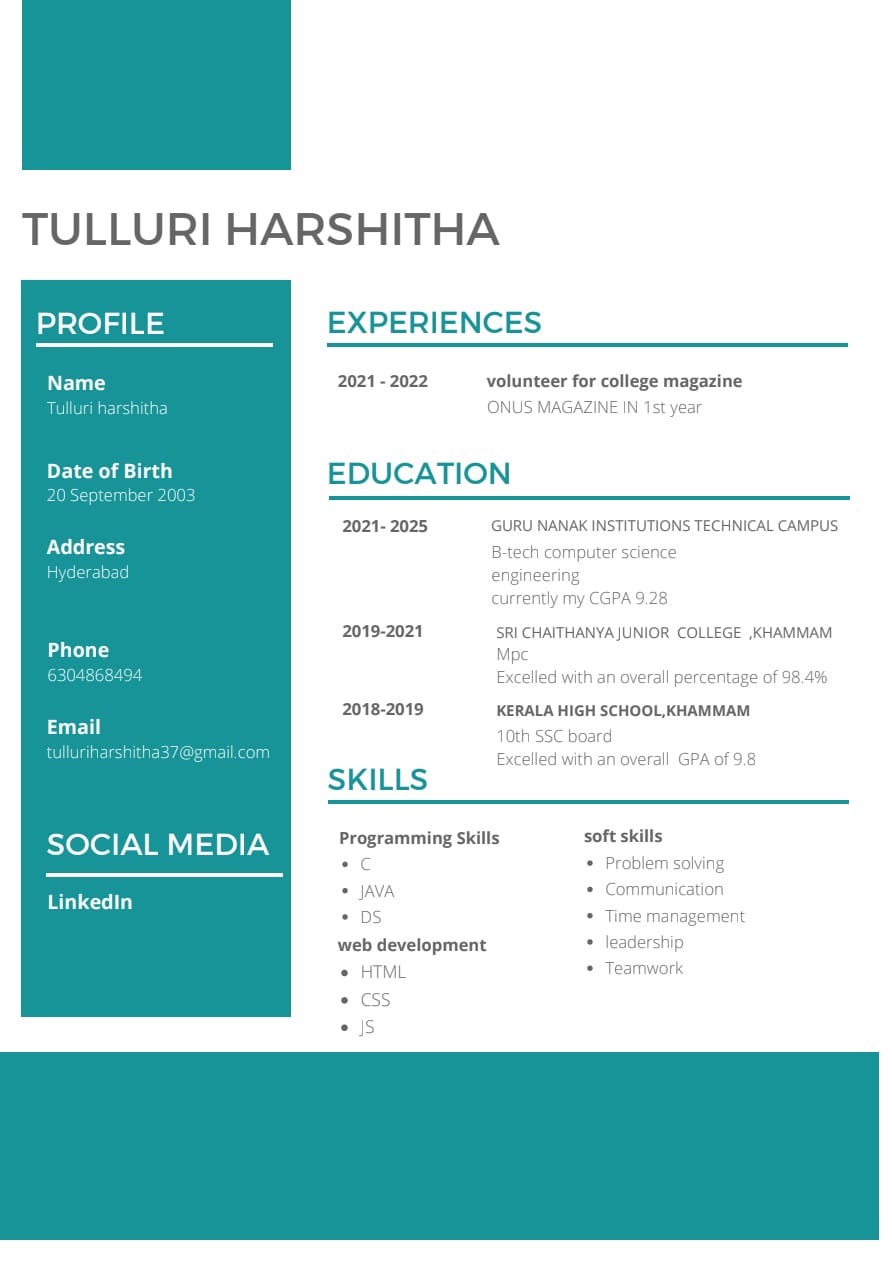 TULLURI HARSHITHA
PROFILE
Name
Tulluri harshitha
Date of Birth
20 September 2003
Address
Hyderabad
Phone
6304868494
Email
tulluriharshitha37@gmail.com
SOCIAL MEDIA
LinkedIn
EXPERIENCES
2021 - 2022 volunteer for college magazine
ONUS MAGAZINE IN 1st year
EDUCATION
2021- 2025 GURU NANAK INSTITUTIONS TECHNICAL CAMPUS
B-tech computer science
engineering
currently my CGPA 9.28
2019-2021 SRI CHAITHANYA JUNIOR COLLEGE ,KHAMMAM
Mpc
Excelled with an overall percentage of 98.4%
2018-2019 KERALA HIGH SCHOOL,KHAMMAM
10th SSC board
Excelled with an overall GPA of 9.8
SKILLS
Programming Skills
• C
• JAVA
• DS
web development
• HTML
• CSS
• JS
soft skills
• Problem solving
• Communication
• Time management
• leadership
• Teamwork